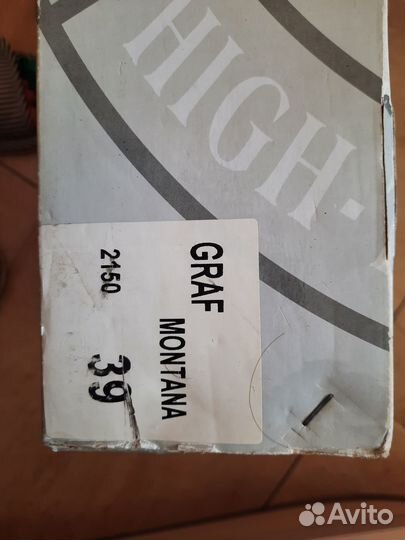 HIGH-
GRAF
MONTANA
2150
39
Avito